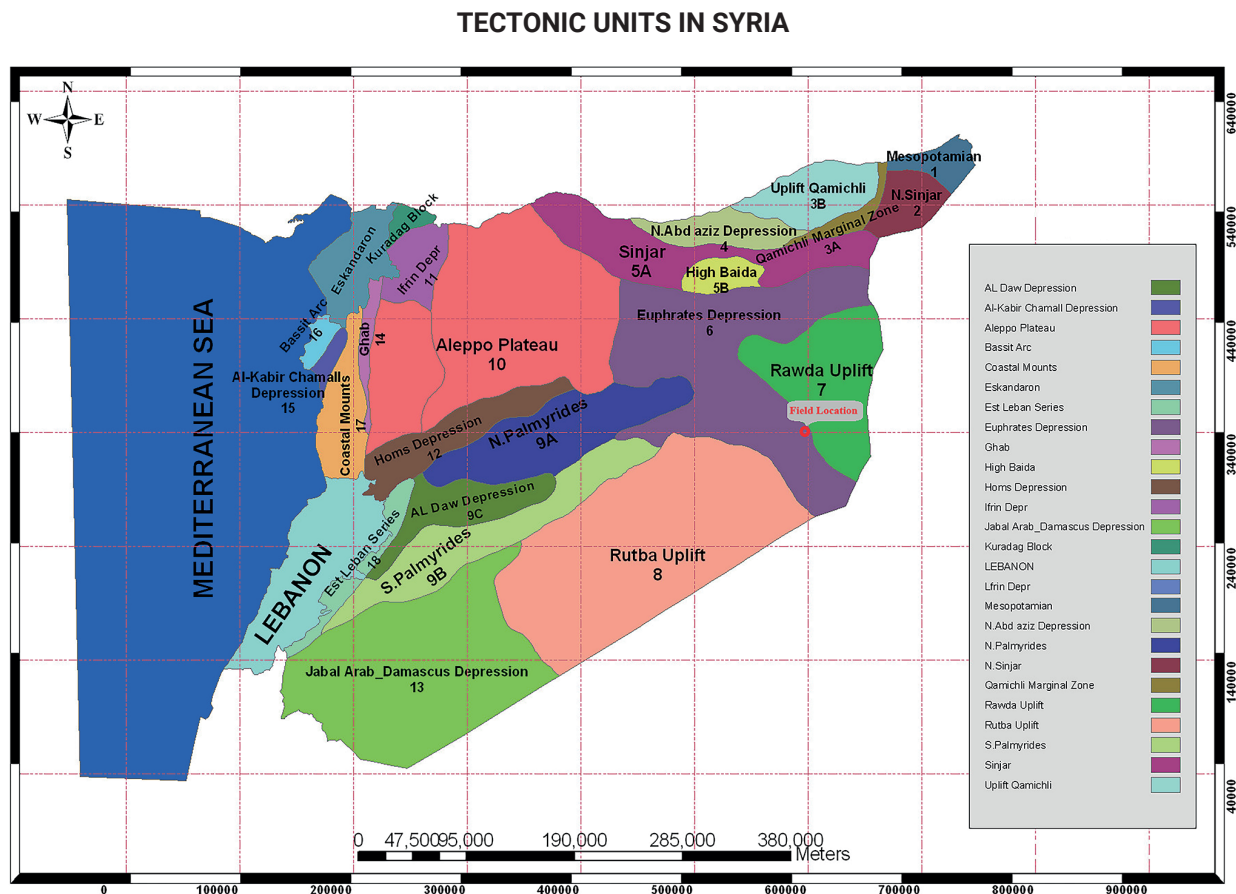 TECTONIC UNITS IN SYRIA
N
W E
S
MEDITERRANEAN SEA
Mesopotamian
1
N.Sinjar
2
Uplift Qamichli
3B
Qamichli Marginal Zone
3A
N.Abd aziz Depression
4
Sinjar
5A
High Baida
5B
Kuradag Block
Eskandaron
Ifrin Depr
11
Euphrates Depression
6
Bassit Arc
16
Ghab
14
Aleppo Plateau
10
Rawda Uplift
7
Field Location
Al-Kabir Chamall
Depression
15
Coastal Mounts
17
Homs Depression
12
N.Palmyrides
9A
AL Daw Depression
9C
Est Leban Series
18
S.Palmyrides
9B
LEBANON
Rutba Uplift
8
Jabal Arab_Damascus Depression
13
AL Daw Depression
Al-Kabir Chamall Depression
Aleppo Plateau
Bassit Arc
Coastal Mounts
Eskandaron
Est Leban Series
Euphrates Depression
Ghab
High Baida
Homs Depression
Ifrin Depr
Jabal Arab_Damascus Depression
Kuradag Block
LEBANON
Lfrin Depr
Mesopotamian
N.Abd aziz Depression
N.Palmyrides
N.Sinjar
Qamichli Marginal Zone
Rawda Uplift
Rutba Uplift
S.Palmyrides
Sinjar
Uplift Qamichli
640000
540000
440000
340000
240000
140000
40000
0 47,500 95,000 190,000 285,000 380,000
Meters
0 100000 200000 300000 400000 500000 600000 700000 800000 900000